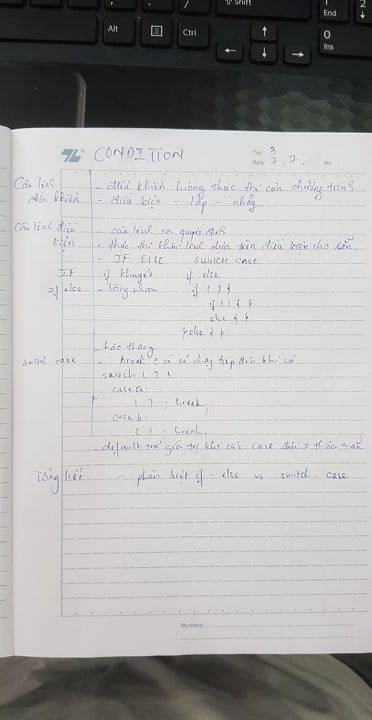 Shift
End
Alt
Ctrl
0
Ins
TL CONDITION
Thứ 3
Ngày 7.7. No.
Câu lệnh - điều khiển luồng thực thi của chương trình
điều khiển - điều kiện - lặp - nhảy
Câu lệnh điều - câu lệnh ra quyết định
kiện - thực thi khối lệnh dựa trên điều kiện cho sẵn.
- IF ELSE SWITCH CASE
IF if khuyết - if else
if else - lồng nhau if ( ) {
if ( ) { }
else { }
}else { }
- bậc thang
switch case - break: có sẽ chạy tiếp đến khi có
switch ( ) {
case a:
( ) ; break,
case b:
( ) ; break,
- default trả giá trị khi các case đều thỏa mãn
Tổng kết - phân biệt if - else vs switch - case
My notes: